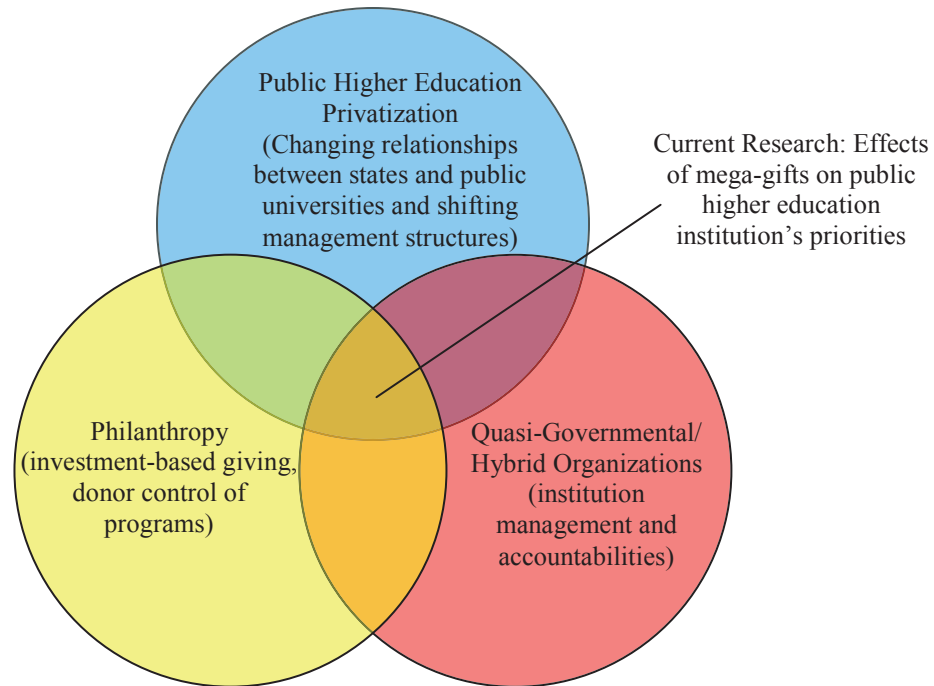 Public Higher Education
Privatization
(Changing relationships
between states and public
universities and shifting
management structures)
Current Research: Effects
of mega-gifts on public
higher education
institution’s priorities
Philanthropy
(investment-based giving,
donor control of
programs)
Quasi-Governmental/
Hybrid Organizations
(institution
management and
accountabilities)